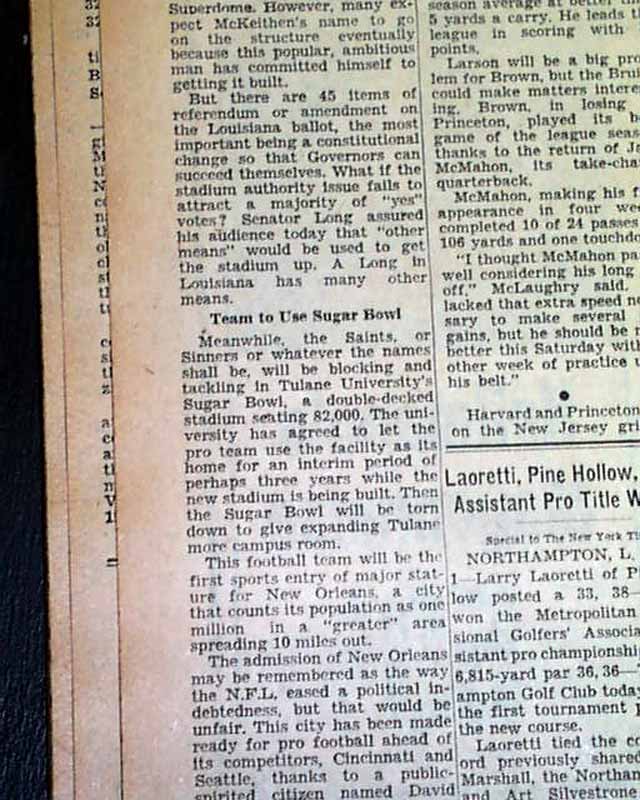 Superdome. However, many ex-
pect McKeithen's name to go
on the structure eventually
because this popular, ambitious
man has committed himself to
getting it built.
But there are 45 items of
referendum or amendment on
the Louisiana ballot, the most
important being a constitutional
change so that Governors can
succeed themselves. What if the
stadium authority issue fails to
attract a majority of "yes"
votes? Senator Long assured
his audience today that "other
means" would be used to get
the stadium up. A Long in
Louisiana has many other
means.
Team to Use Sugar Bowl
Meanwhile, the Saints, or
Sinners or whatever the names
shall be, will be blocking and
tackling in Tulane University's
Sugar Bowl, a double-decked
stadium seating 82,000. The uni-
versity has agreed to let the
pro team use the facility as its
home for an interim period of
perhaps three years while the
new stadium is being built. Then
the Sugar Bowl will be torn
down to give expanding Tulane
more campus room.
This football team will be the
first sports entry of major stat-
ure for New Orleans, a city
that counts its population as one
million in a "greater" area
spreading 10 miles out.
The admission of New Orleans
may be remembered as the way
the N.F.L. eased a political in-
debtedness, but that would be
unfair. This city has been made
ready for pro football ahead of
its competitors, Cincinnati and
Seattle, thanks to a public-
spirited citizen named David
season average at better th
5 yards a carry. He leads t
league in scoring with
points.
Larson will be a big pro
lem for Brown, but the Bru
could make matters intere
ing. Brown, in losing
Princeton, played its b
game of the league seas
thanks to the return of J
McMahon, its take-cha
quarterback.
McMahon, making his f
appearance in four wee
completed 10 of 24 passes
106 yards and one touchdo
"I thought McMahon pa
well considering his long
off," McLaughry said.
lacked that extra speed ne
sary to make several
gains, but he should be
better this Saturday with
other week of practice u
his belt."
Harvard and Princeton
on the New Jersey gri
Laoretti, Pine Hollow,
Assistant Pro Title W
Special to The New York Ti
NORTHAMPTON, L.
1—Larry Laoretti of P
low posted a 33, 38—
won the Metropolitan
sional Golfers' Associa
sistant pro championshi
6,815-yard par 36, 36—
ampton Golf Club toda
the first tournament
the new course.
Laoretti tied the co
ord previously share
Marshall, the Northan
and Art Silvestrone